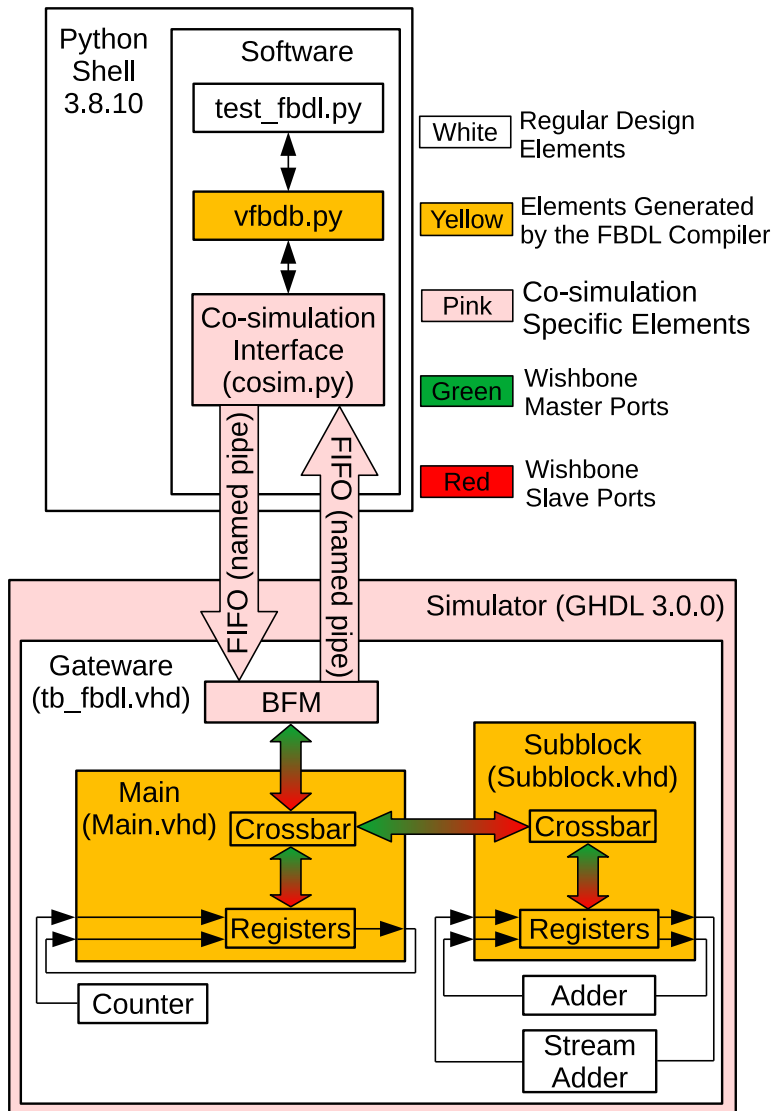 Python
Shell
3.8.10
Software
test_fbdl.py
vfbdb.py
Co-simulation
Interface
(cosim.py)
White
Regular Design
Elements
Yellow
Elements Generated
by the FBDL Compiler
Pink
Co-simulation
Specific Elements
Green
Wishbone
Master Ports
Red
Wishbone
Slave Ports
FIFO (named pipe)
FIFO (named pipe)
Simulator (GHDL 3.0.0)
Gateware
(tb_fbdl.vhd)
BFM
Main
(Main.vhd)
Crossbar
Registers
Subblock
(Subblock.vhd)
Crossbar
Registers
Counter
Adder
Stream
Adder